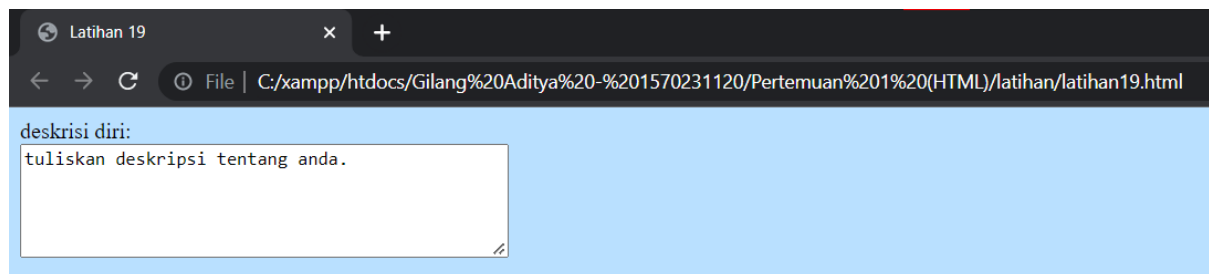 Latihan 19
File | C:/xampp/htdocs/Gilang%20Aditya%20-%201570231120/Pertemuan%201%20(HTML)/latihan/latihan19.html
deskrisi diri:
tuliskan deskripsi tentang anda.